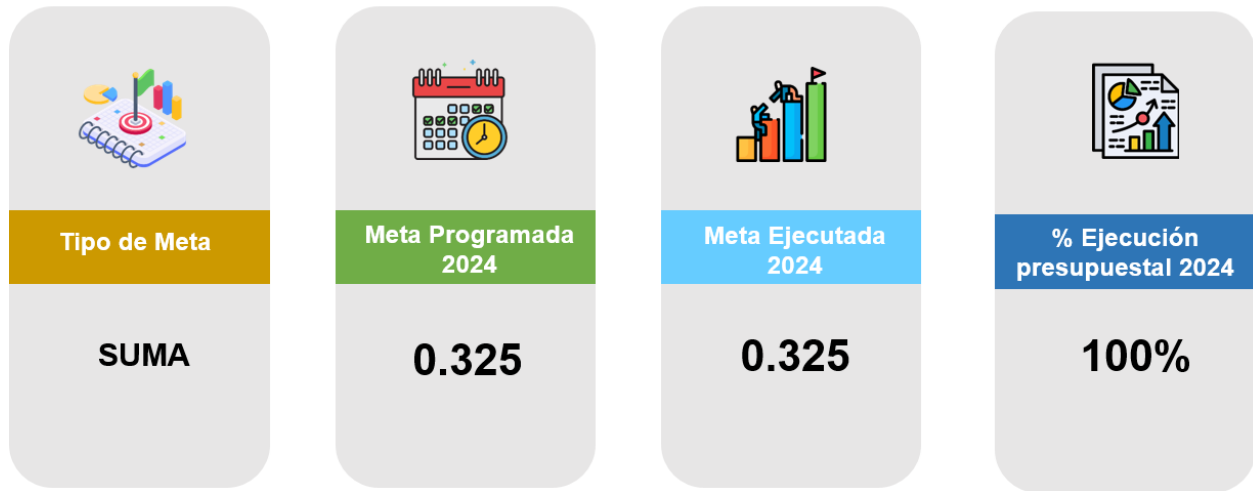 Tipo de Meta
SUMA
Meta Programada
2024
0.325
Meta Ejecutada
2024
0.325
% Ejecución
presupuestal 2024
100%